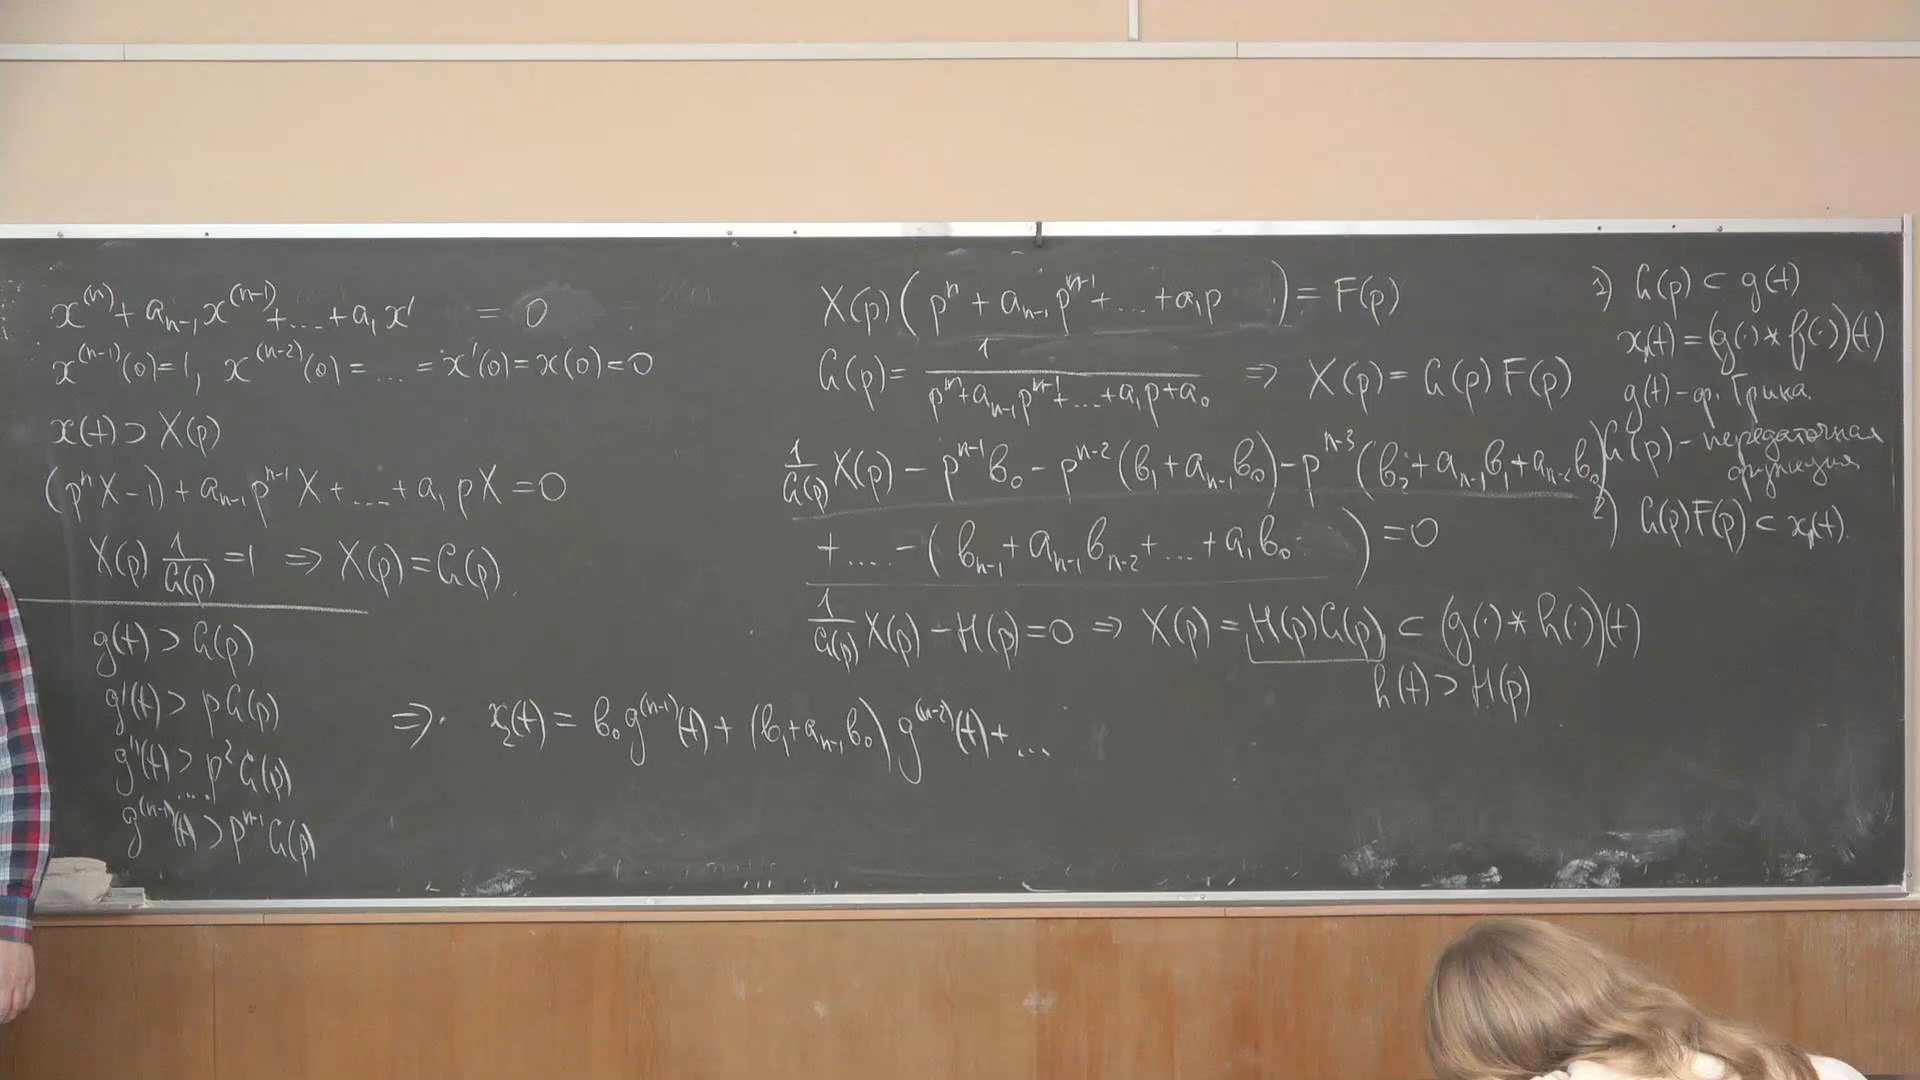 x^(n) + a_{n-1} x^(n-1) + ... + a_1 x' = 0
x^(n-1)(0) = 1, x^(n-2)(0) = ... = x'(0) = x(0) = 0
x(t) ⊃ X(p)
(p^n X - 1) + a_{n-1} p^{n-1} X + ... + a_1 p X = 0
X(p) 1/G(p) = 1 ⇒ X(p) = G(p)
g(t) > G(p)
g'(t) > p G(p)
g''(t) > p^2 G(p)
....
g^(n-1)(t) > p^{n-1} G(p)
⇒ x_2(t) = b_0 g^(n-1)(t) + (b_1 + a_{n-1} b_0) g^(n-2)(t) + ...
X(p) (p^n + a_{n-1} p^{n-1} + ... + a_1 p ) = F(p)
G(p) = 1/(p^n + a_{n-1} p^{n-1} + ... + a_1 p + a_0) ⇒ X(p) = G(p) F(p)
1/G(p) X(p) - p^{n-1} b_0 - p^{n-2} (b_1 + a_{n-1} b_0) - p^{n-3} (b_2 + a_{n-1} b_1 + a_{n-2} b_0)
+ .... - (b_{n-1} + a_{n-1} b_{n-2} + ... + a_1 b_0 ) = 0
1/G(p) X(p) - H(p) = 0 ⇒ X(p) = H(p) G(p) ⊂ (g(·) * h(·))(t)
h(t) > H(p)
1) G(p) ⊂ g(t)
x_1(t) = (g(·) * f(·))(t)
g(t) - ф. Грина.
G(p) - передаточная
функция
2) G(p) F(p) ⊂ x_1(t).